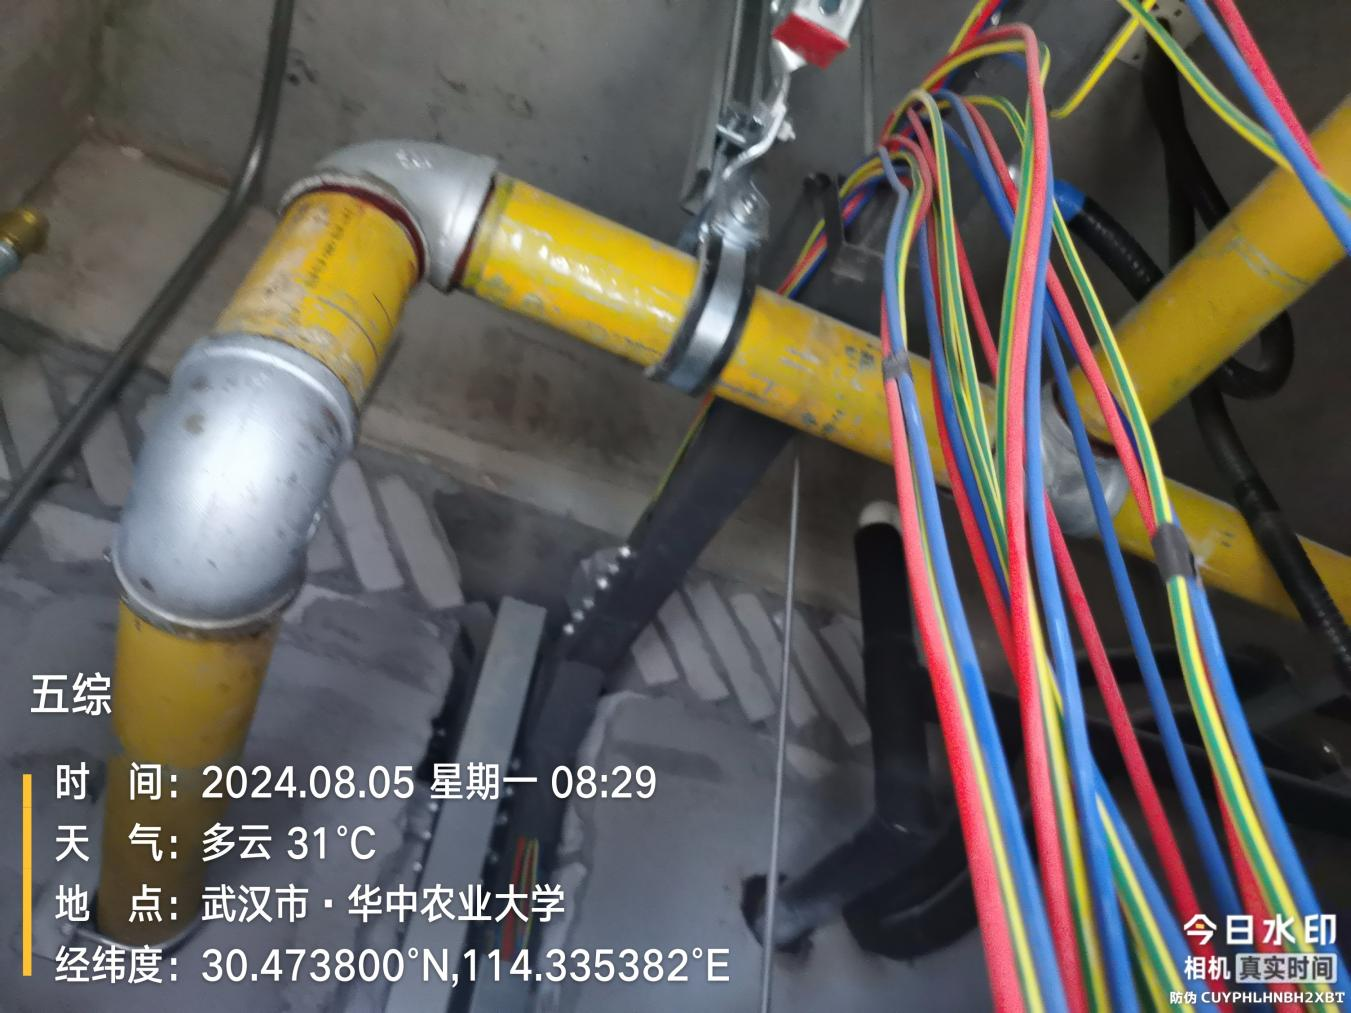 五综
时 间：2024.08.05 星期一 08:29
天 气：多云 31°C
地 点：武汉市·华中农业大学
经纬度：30.473800°N,114.335382°E
今日水印
相机 真实时间
防伪 CUYPHLHNBH2XBT